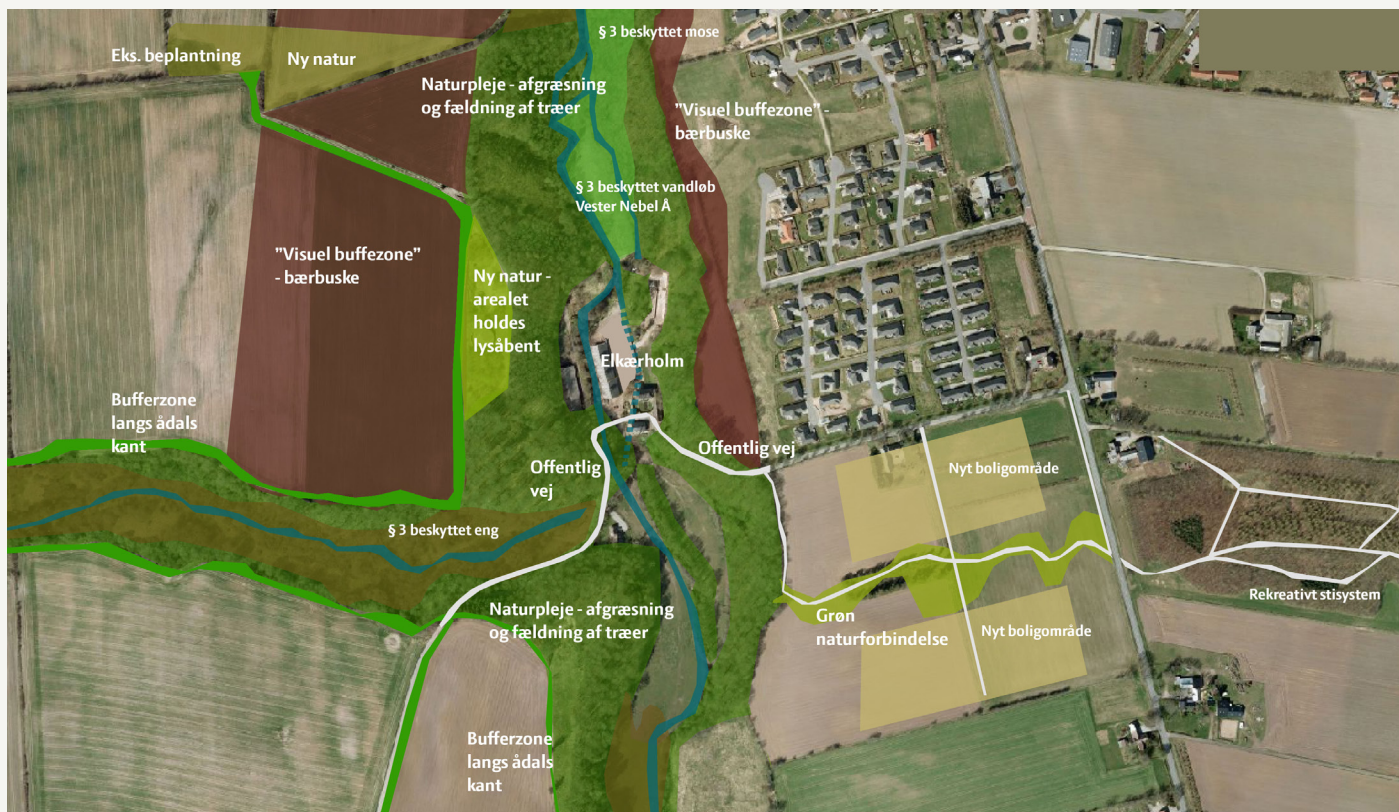 § 3 beskyttet mose
Eks. beplantning
Ny natur
Naturpleje - afgræsning
og fældning af træer
”Visuel buffezone” -
bærbuske
§ 3 beskyttet vandløb
Vester Nebel Å
”Visuel buffezone”
- bærbuske
Ny natur -
arealet
holdes
lysåbent
Elkærholm
Bufferzone
langs ådals
kant
Offentlig vej
Offentlig
vej
Nyt boligområde
§ 3 beskyttet eng
Naturpleje - afgræsning
og fældning af træer
Grøn
naturforbindelse
Nyt boligområde
Rekreativt stisystem
Bufferzone
langs ådals
kant